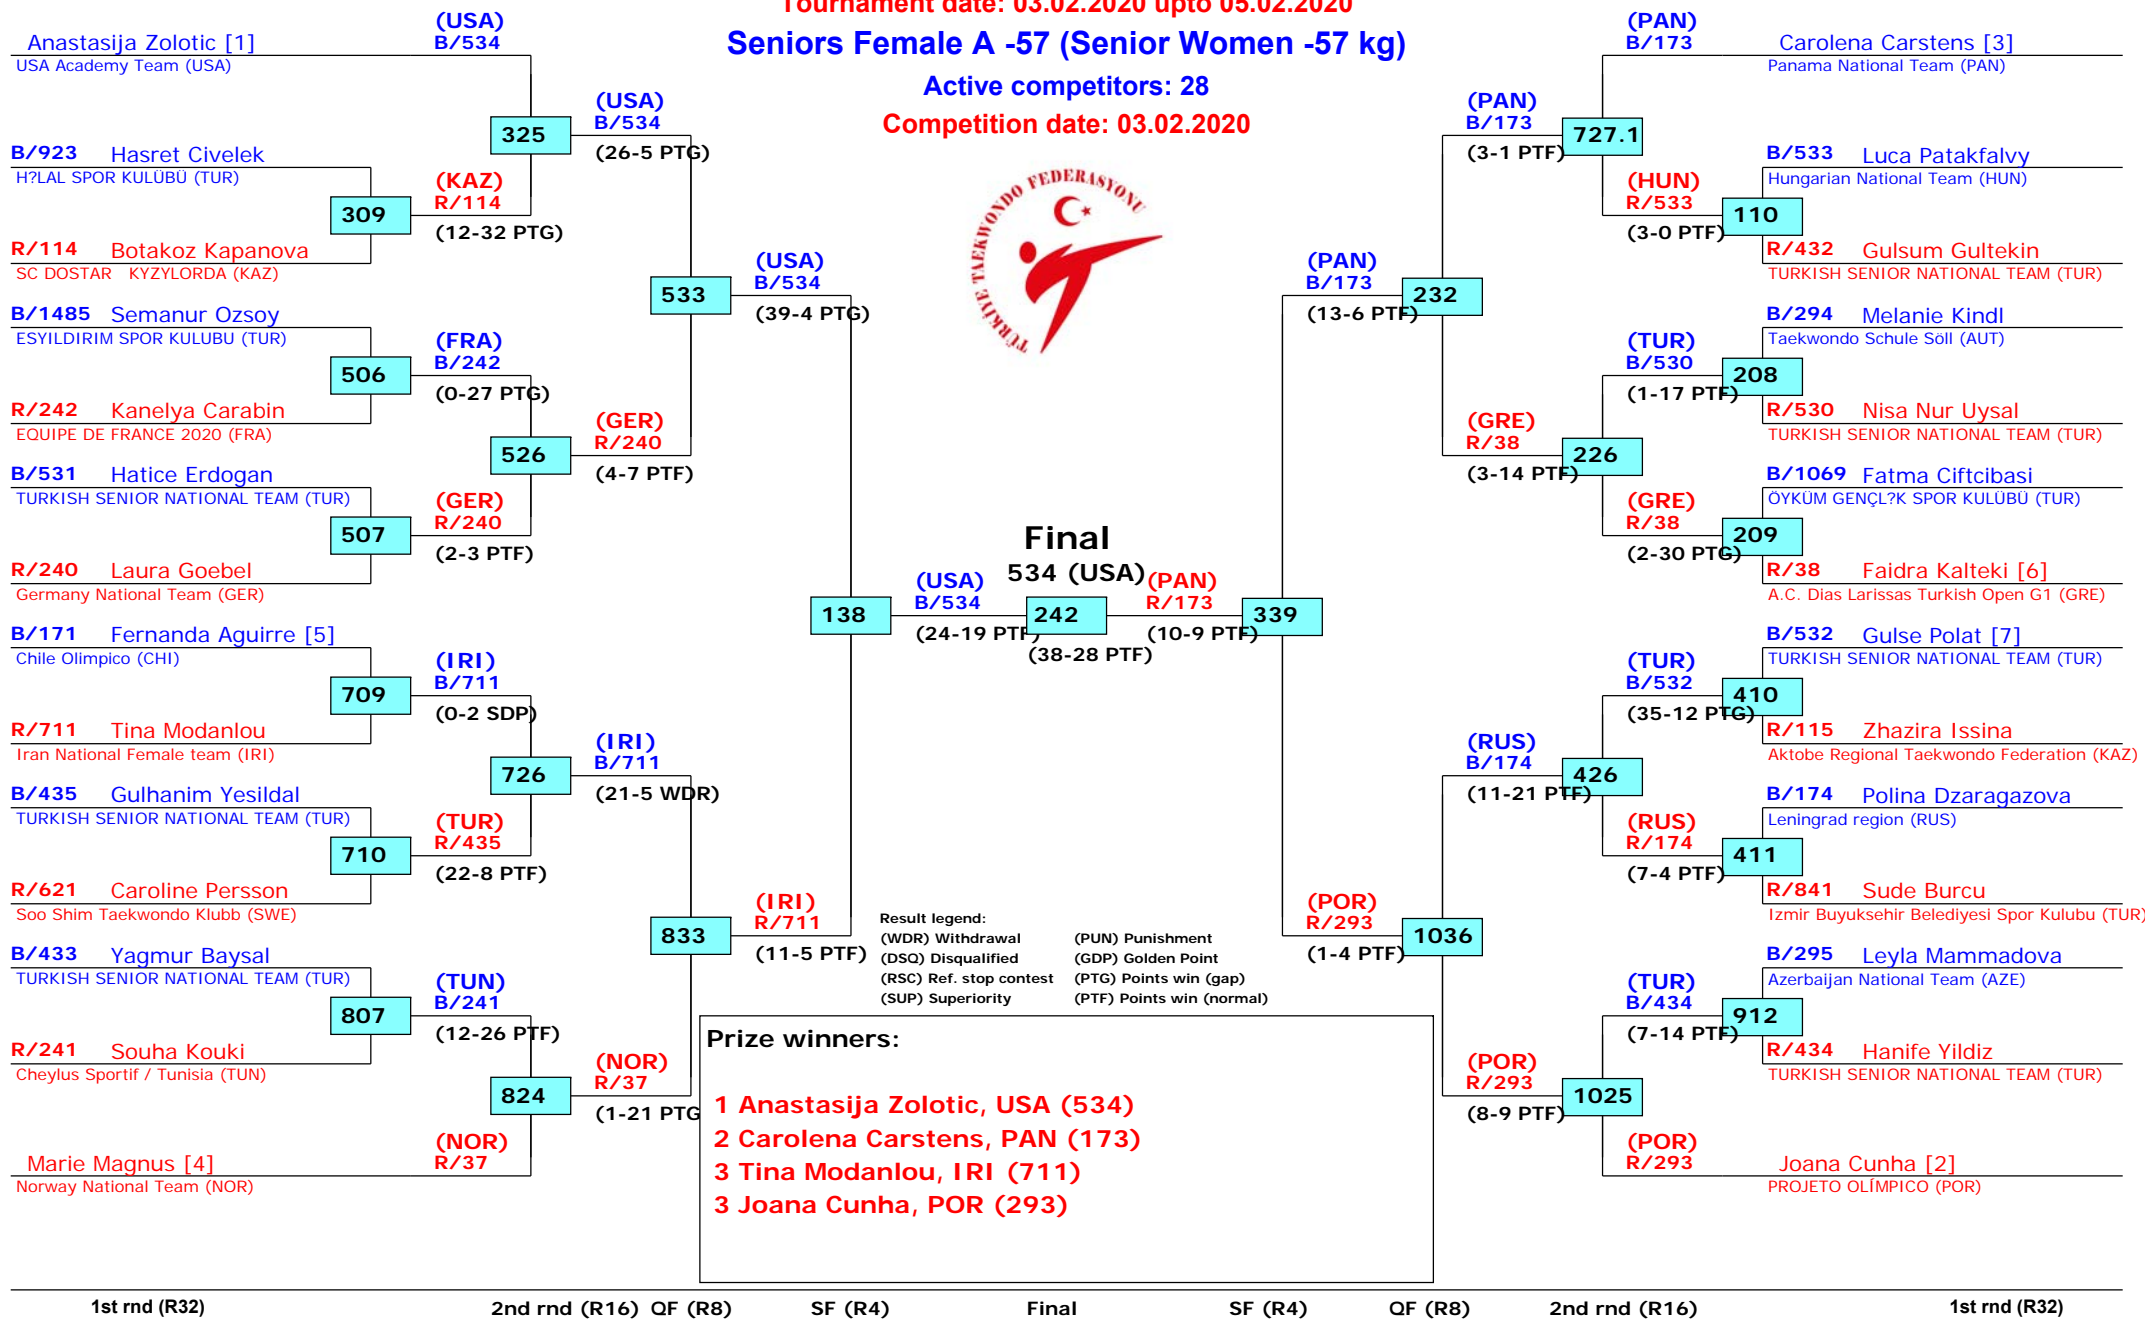 Tournament date: 03.02.2020 upto 05.02.2020
Seniors Female A -57 (Senior Women -57 kg)
Active competitors: 28
Competition date: 03.02.2020
TÜRKİYE TAEKWONDO FEDERASYONU
(USA)
B/534
Anastasija Zolotic [1]
USA Academy Team (USA)
325
(USA)
B/534
(26-5 PTG)
B/923 Hasret Civelek
H?LAL SPOR KULÜBÜ (TUR)
309
(KAZ)
R/114
(12-32 PTG)
R/114 Botakoz Kapanova
SC DOSTAR KYZYLORDA (KAZ)
533
(USA)
B/534
(39-4 PTG)
B/1485 Semanur Ozsoy
ESYILDIRIM SPOR KULUBU (TUR)
506
(FRA)
B/242
(0-27 PTG)
R/242 Kanelya Carabin
EQUIPE DE FRANCE 2020 (FRA)
526
(GER)
R/240
(4-7 PTF)
B/531 Hatice Erdogan
TURKISH SENIOR NATIONAL TEAM (TUR)
507
(GER)
R/240
(2-3 PTF)
R/240 Laura Goebel
Germany National Team (GER)
138
(USA)
B/534
(24-19 PTF)
B/171 Fernanda Aguirre [5]
Chile Olimpico (CHI)
709
(IRI)
B/711
(0-2 SDP)
R/711 Tina Modanlou
Iran National Female team (IRI)
726
(IRI)
B/711
(21-5 WDR)
B/435 Gulhanim Yesildal
TURKISH SENIOR NATIONAL TEAM (TUR)
710
(TUR)
R/435
(22-8 PTF)
R/621 Caroline Persson
Soo Shim Taekwondo Klubb (SWE)
833
(IRI)
R/711
(11-5 PTF)
B/433 Yagmur Baysal
TURKISH SENIOR NATIONAL TEAM (TUR)
807
(TUN)
B/241
(12-26 PTF)
R/241 Souha Kouki
Cheylus Sportif / Tunisia (TUN)
824
(NOR)
R/37
(1-21 PTG
(NOR)
R/37
Marie Magnus [4]
Norway National Team (NOR)
Final
534 (USA)
242
(38-28 PTF)
(PAN)
R/173
(10-9 PTF)
339
(PAN)
B/173
Carolena Carstens [3]
Panama National Team (PAN)
(PAN)
B/173
(3-1 PTF)
727.1
B/533 Luca Patakfalvy
Hungarian National Team (HUN)
(HUN)
R/533
(3-0 PTF)
110
R/432 Gulsum Gultekin
TURKISH SENIOR NATIONAL TEAM (TUR)
(PAN)
B/173
(13-6 PTF)
232
B/294 Melanie Kindl
Taekwondo Schule Söll (AUT)
(TUR)
B/530
(1-17 PTF)
208
R/530 Nisa Nur Uysal
TURKISH SENIOR NATIONAL TEAM (TUR)
(GRE)
R/38
(3-14 PTF)
226
B/1069 Fatma Ciftcibasi
ÖYKÜM GENÇL?K SPOR KULÜBÜ (TUR)
(GRE)
R/38
(2-30 PTG)
209
R/38 Faidra Kalteki [6]
A.C. Dias Larissas Turkish Open G1 (GRE)
B/532 Gulse Polat [7]
TURKISH SENIOR NATIONAL TEAM (TUR)
(TUR)
B/532
(35-12 PTG)
410
R/115 Zhazira Issina
Aktobe Regional Taekwondo Federation (KAZ)
(RUS)
B/174
(11-21 PTF)
426
B/174 Polina Dzaragazova
Leningrad region (RUS)
(RUS)
R/174
(7-4 PTF)
411
R/841 Sude Burcu
Izmir Buyuksehir Belediyesi Spor Kulubu (TUR)
(POR)
R/293
(1-4 PTF)
1036
B/295 Leyla Mammadova
Azerbaijan National Team (AZE)
(TUR)
B/434
(7-14 PTF)
912
R/434 Hanife Yildiz
TURKISH SENIOR NATIONAL TEAM (TUR)
(POR)
R/293
(8-9 PTF)
1025
(POR)
R/293
Joana Cunha [2]
PROJETO OLÍMPICO (POR)
Result legend:
(WDR) Withdrawal (PUN) Punishment
(DSQ) Disqualified (GDP) Golden Point
(RSC) Ref. stop contest (PTG) Points win (gap)
(SUP) Superiority (PTF) Points win (normal)
Prize winners:
1 Anastasija Zolotic, USA (534)
2 Carolena Carstens, PAN (173)
3 Tina Modanlou, IRI (711)
3 Joana Cunha, POR (293)
1st rnd (R32) 2nd rnd (R16) QF (R8) SF (R4) Final SF (R4) QF (R8) 2nd rnd (R16) 1st rnd (R32)